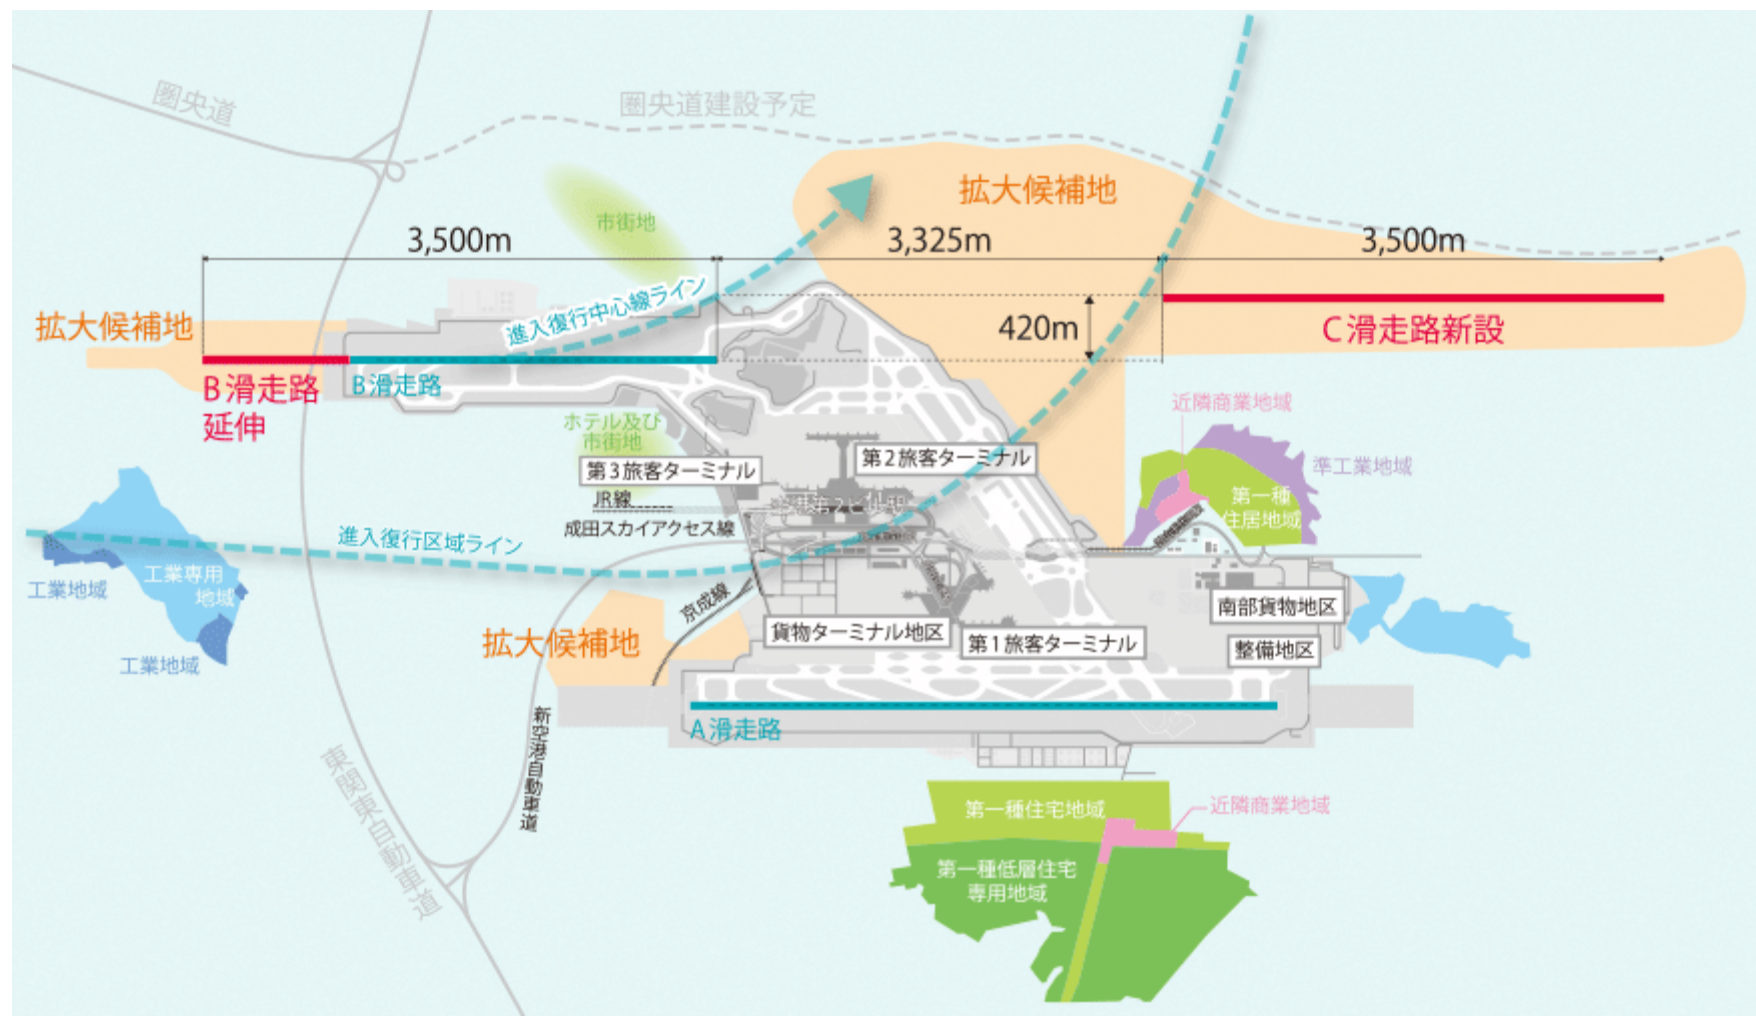 圏央道
圏央道建設予定
市街地
拡大候補地
3,500m
3,325m
3,500m
進入復行中心線ライン
拡大候補地
420m
C滑走路新設
B滑走路
延伸
B滑走路
近隣商業地域
ホテル及び
市街地
第3旅客ターミナル
第2旅客ターミナル
準工業地域
JR線
第一種
住居地域
成田スカイアクセス線
進入復行区域ライン
工業地域
工業専用
地域
京成線
南部貨物地区
拡大候補地
貨物ターミナル地区
第1旅客ターミナル
整備地区
工業地域
A滑走路
新空港自動車道
東関東自動車道
第一種住宅地域
近隣商業地域
第一種低層住宅
専用地域